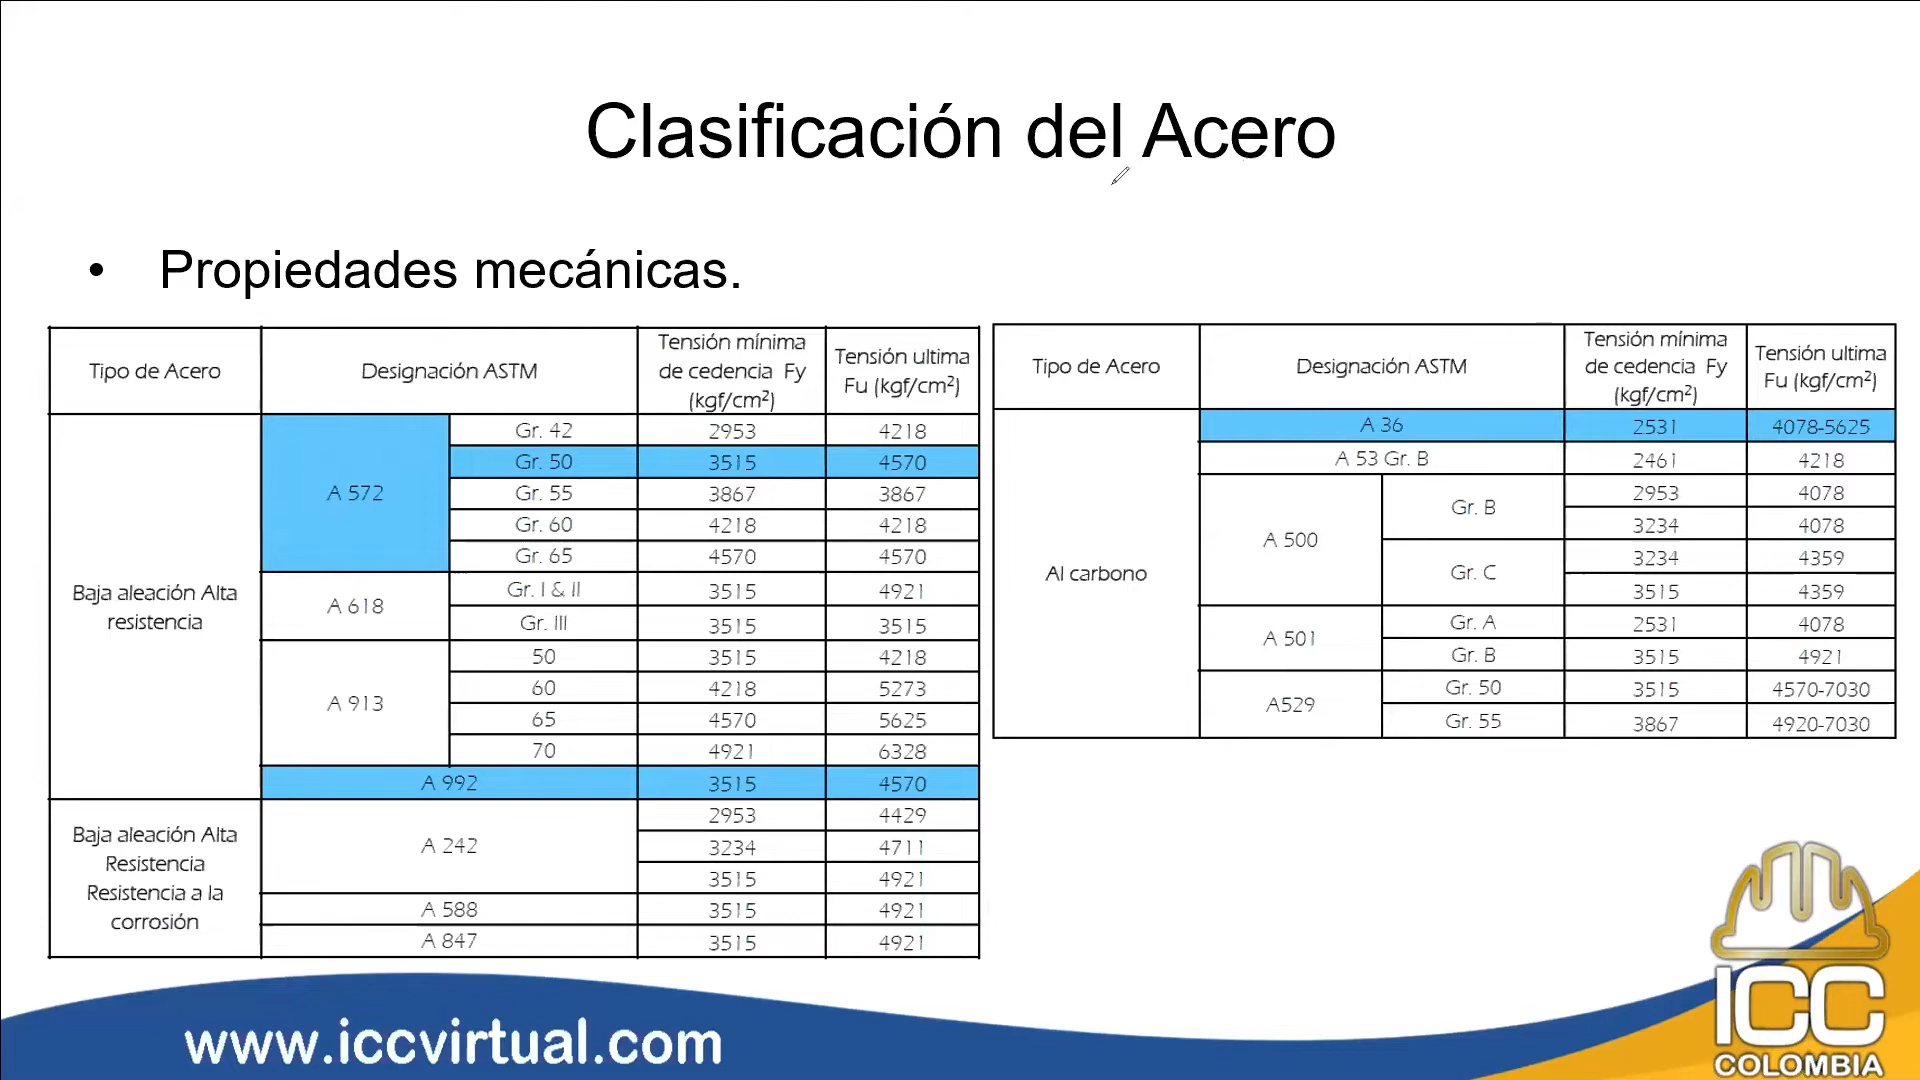 Clasificación del Acero
• Propiedades mecánicas.
Tipo de Acero Designación ASTM Tensión mínima de cedencia Fy (kgf/cm²) Tensión ultima Fu (kgf/cm²)
Baja aleación Alta resistencia
A 572 Gr. 42 2953 4218
Gr. 50 3515 4570
Gr. 55 3867 3867
Gr. 60 4218 4218
Gr. 65 4570 4570
A 618 Gr. I & II 3515 4921
Gr. III 3515 3515
A 913 50 3515 4218
60 4218 5273
65 4570 5625
70 4921 6328
A 992 3515 4570
Baja aleación Alta Resistencia Resistencia a la corrosión
A 242 2953 4429
3234 4711
3515 4921
A 588 3515 4921
A 847 3515 4921
Tipo de Acero Designación ASTM Tensión mínima de cedencia Fy (kgf/cm²) Tensión ultima Fu (kgf/cm²)
Al carbono
A 36 2531 4078-5625
A 53 Gr. B 2461 4218
A 500 Gr. B 2953 4078
3234 4078
Gr. C 3234 4359
3515 4359
A 501 Gr. A 2531 4078
Gr. B 3515 4921
A529 Gr. 50 3515 4570-7030
Gr. 55 3867 4920-7030
www.iccvirtual.com
ICC
COLOMBIA